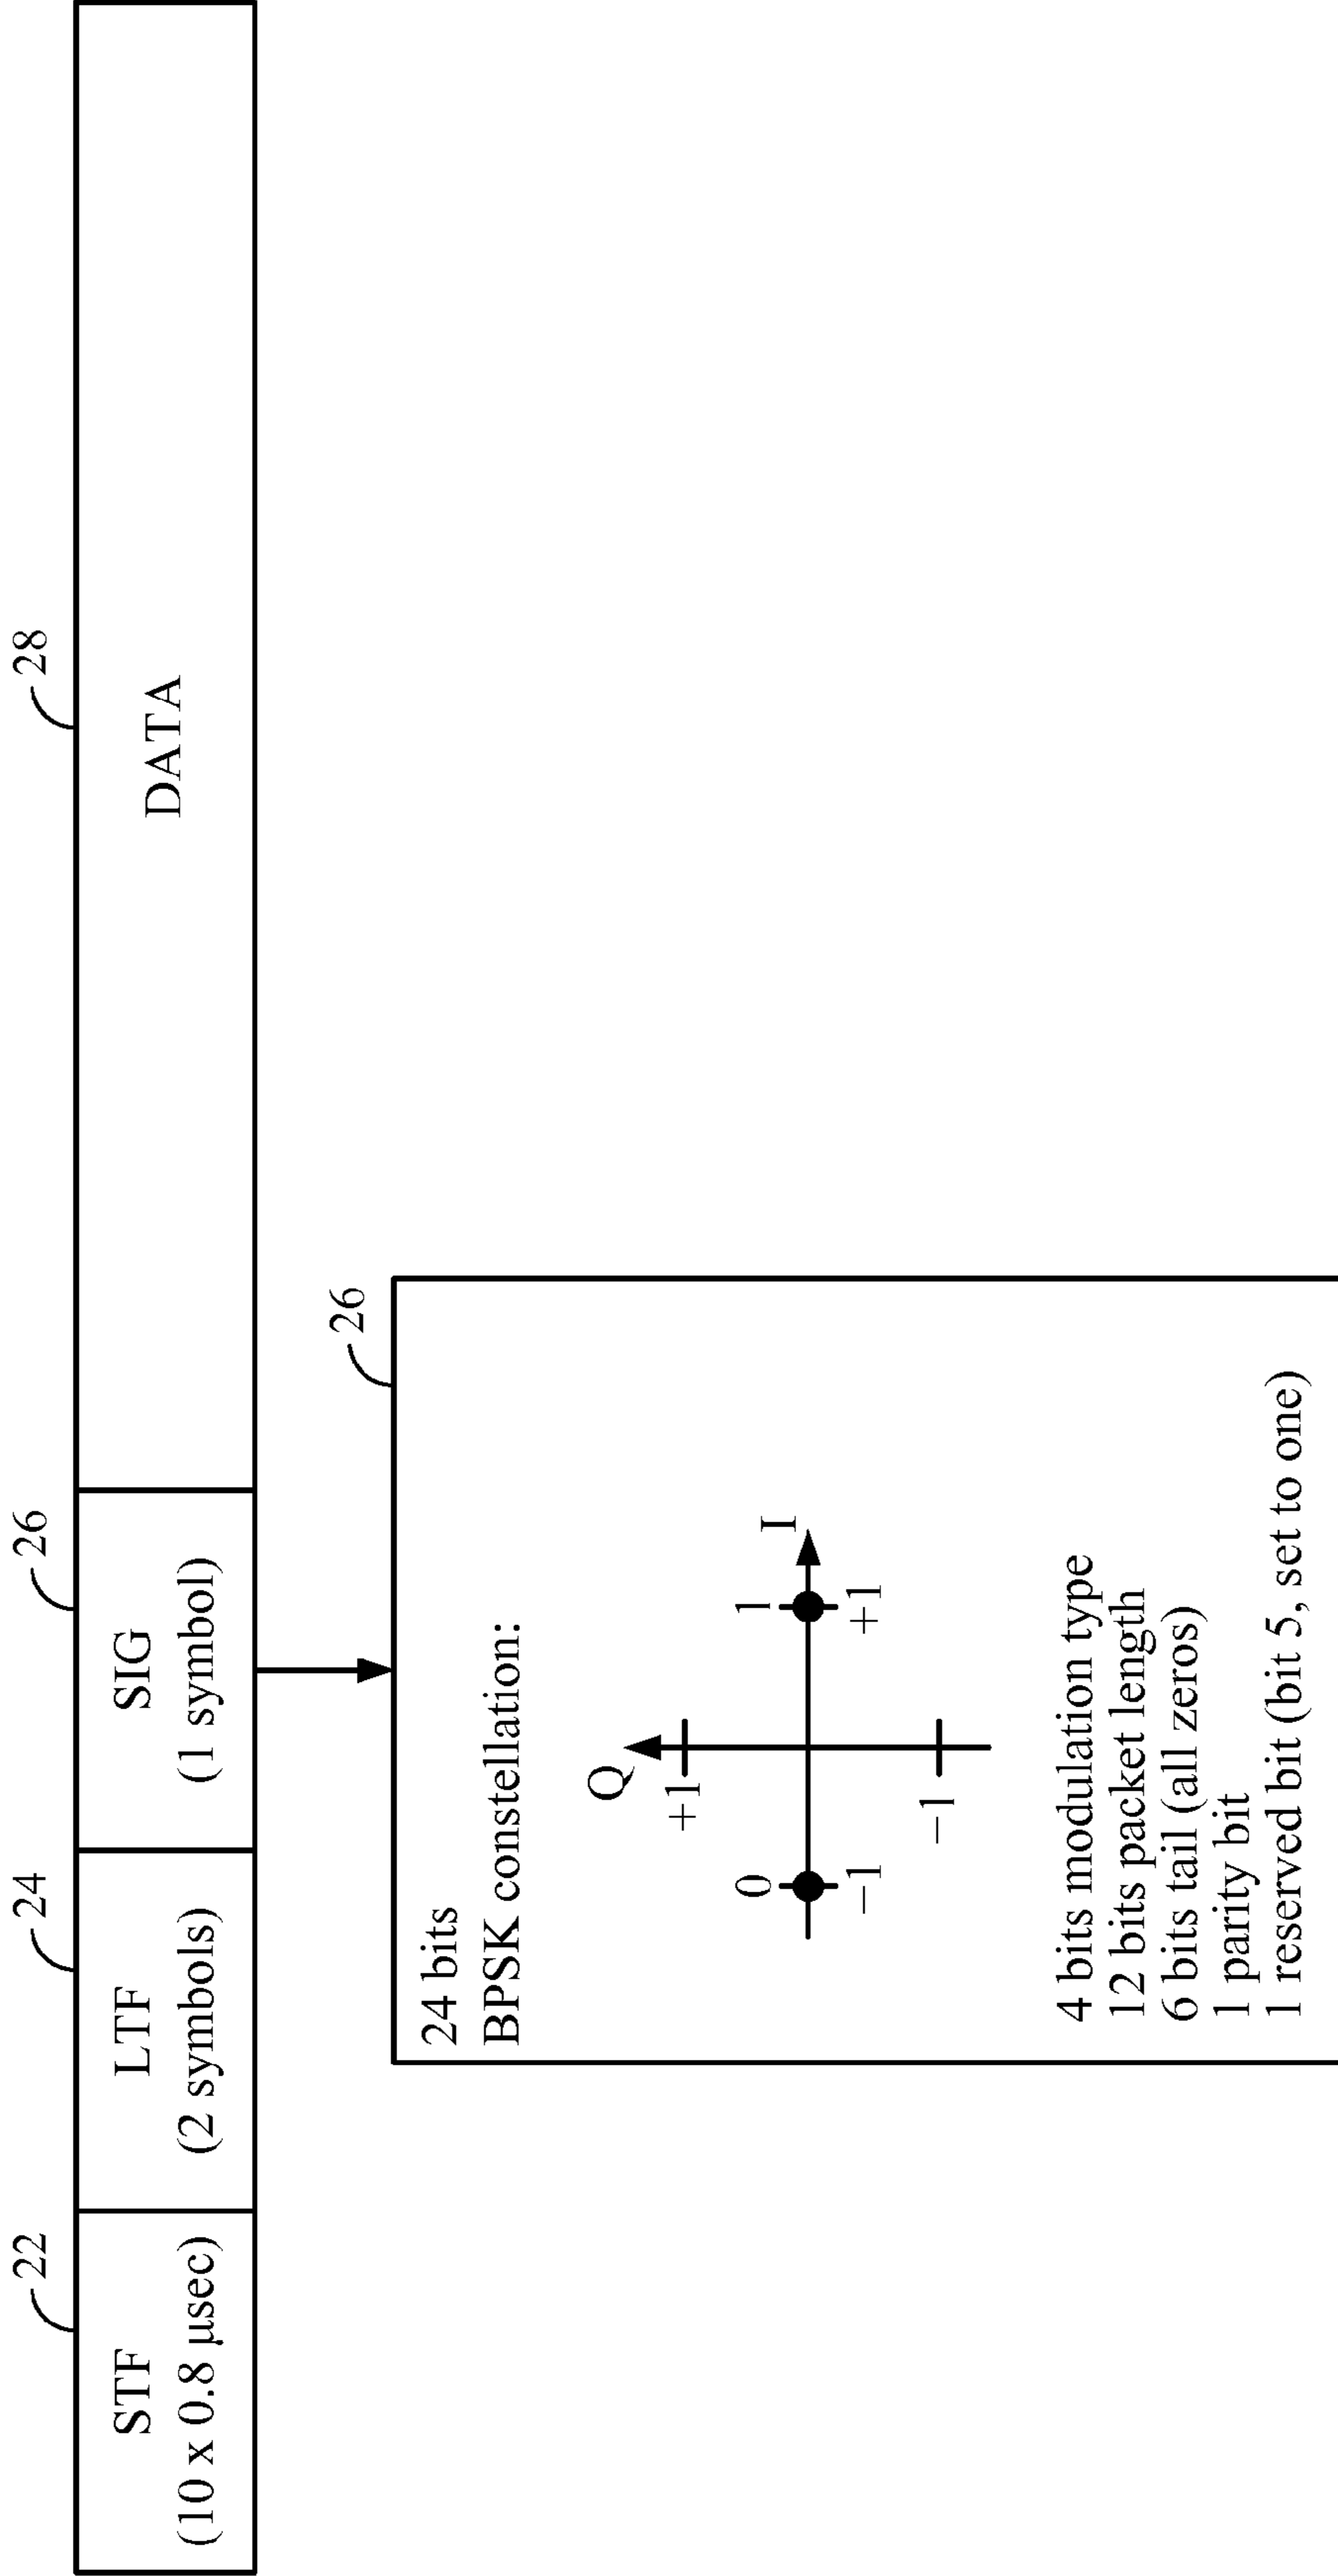 22
24
26
28
STF
(10 x 0.8 μsec)
LTF
(2 symbols)
SIG
(1 symbol)
DATA
26
24 bits
BPSK constellation:
Q
+1
0
1
I
−1
+1
−1
4 bits modulation type
12 bits packet length
6 bits tail (all zeros)
1 parity bit
1 reserved bit (bit 5, set to one)